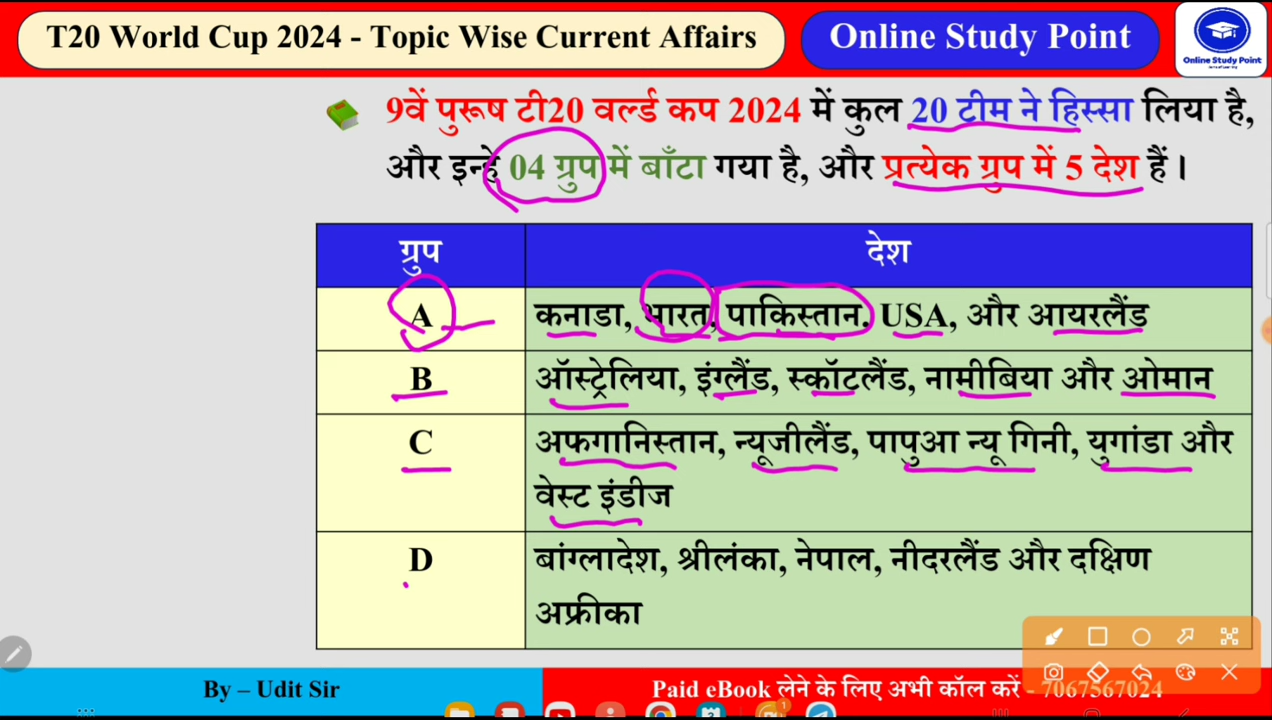 T20 World Cup 2024 - Topic Wise Current Affairs
Online Study Point
Online Study Point
9वें पुरूष टी20 वर्ल्ड कप 2024 में कुल 20 टीम ने हिस्सा लिया है,
और इन्हे 04 ग्रुप में बाँटा गया है, और प्रत्येक ग्रुप में 5 देश हैं।
ग्रुप देश
A कनाडा, भारत, पाकिस्तान. USA, और आयरलैंड
B ऑस्ट्रेलिया, इंग्लैंड, स्कॉटलैंड, नामीबिया और ओमान
C अफगानिस्तान, न्यूजीलैंड, पापुआ न्यू गिनी, युगांडा और
वेस्ट इंडीज
D बांग्लादेश, श्रीलंका, नेपाल, नीदरलैंड और दक्षिण
अफ्रीका
By – Udit Sir
Paid eBook लेने के लिए अभी कॉल करें - 7067567024